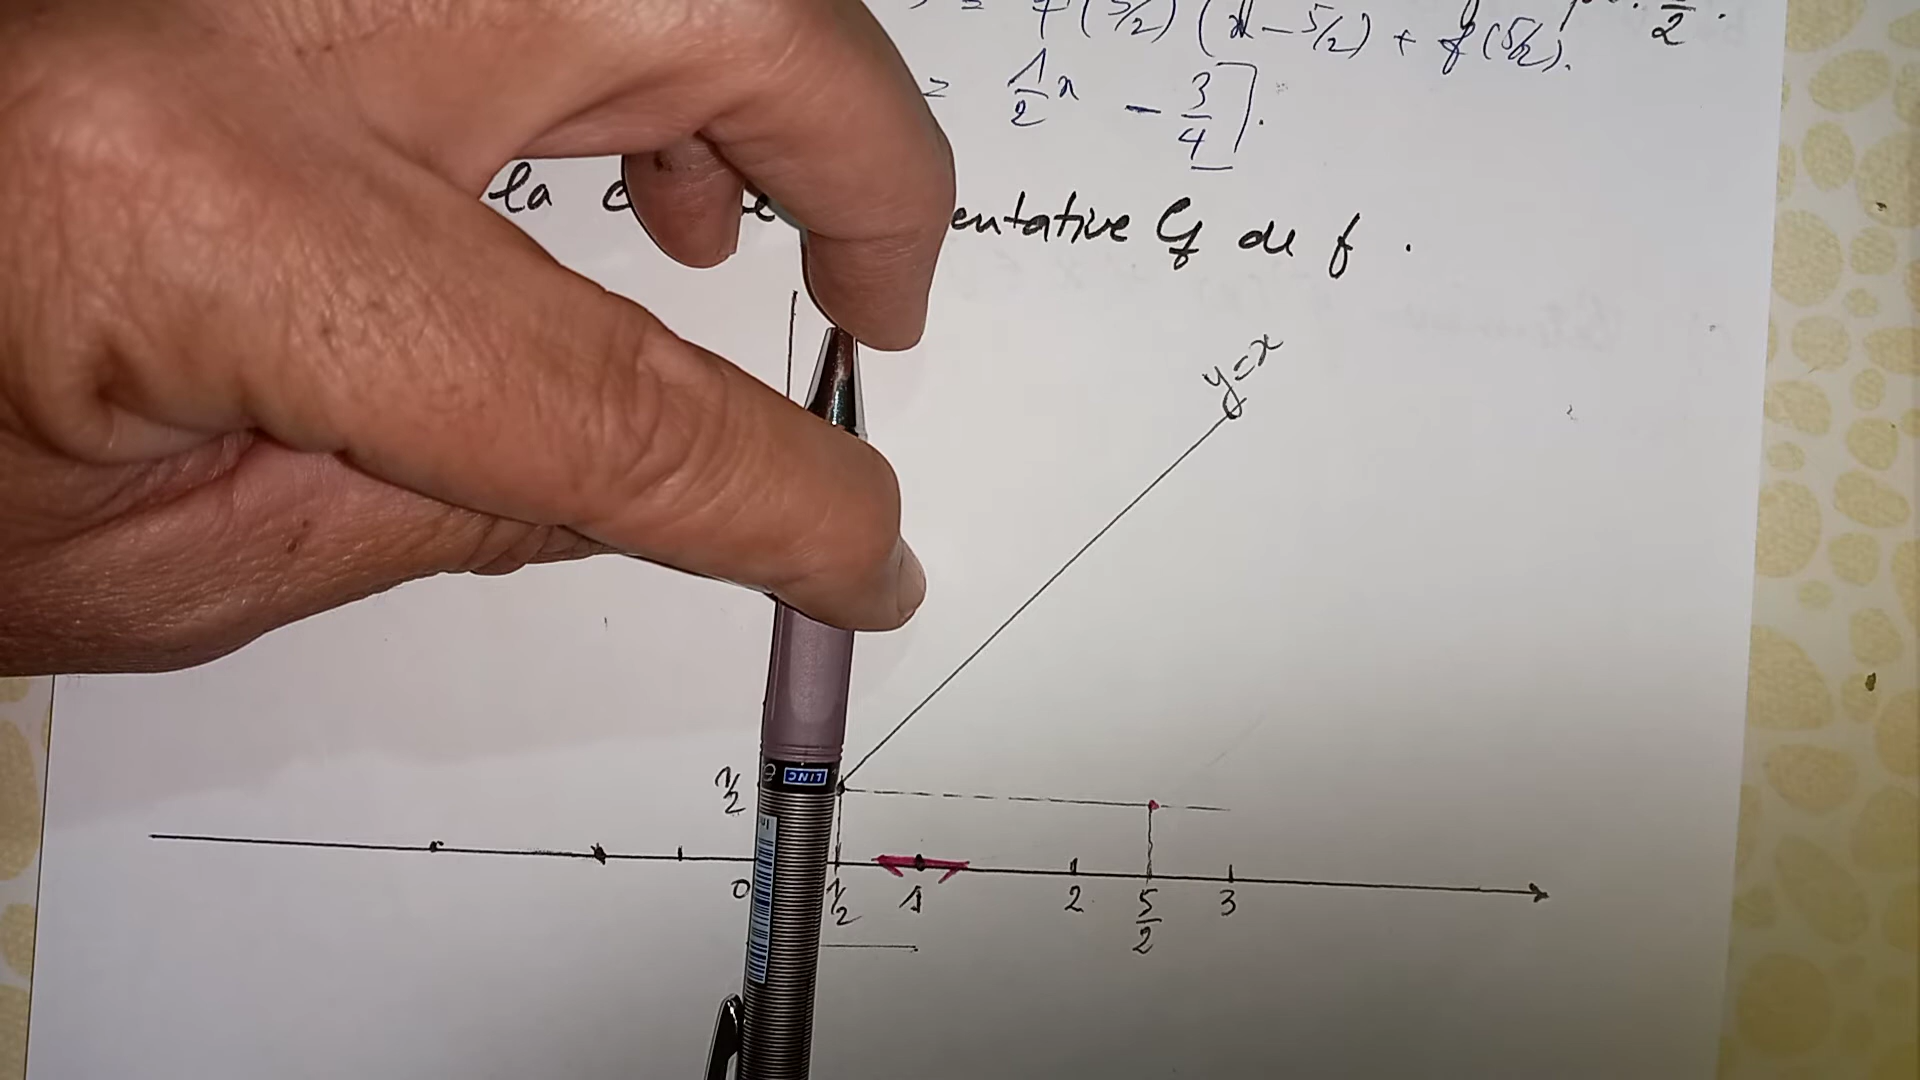 = f'(5/2) (x - 5/2) + f(5/2).
= 1/2 x - 3/4 ].
la entative Cf de f .
y=x
1/2
0 1/2 1 2 5/2 3
LINC